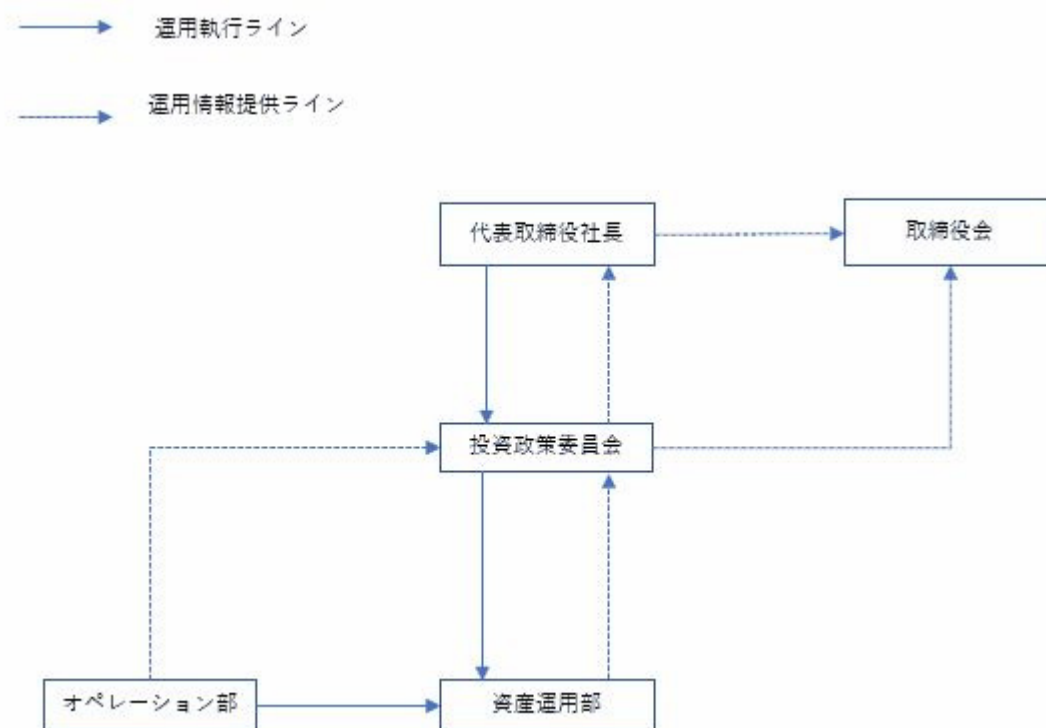 運用執行ライン
運用情報提供ライン
代表取締役社長
取締役会
投資政策委員会
オペレーション部
資産運用部